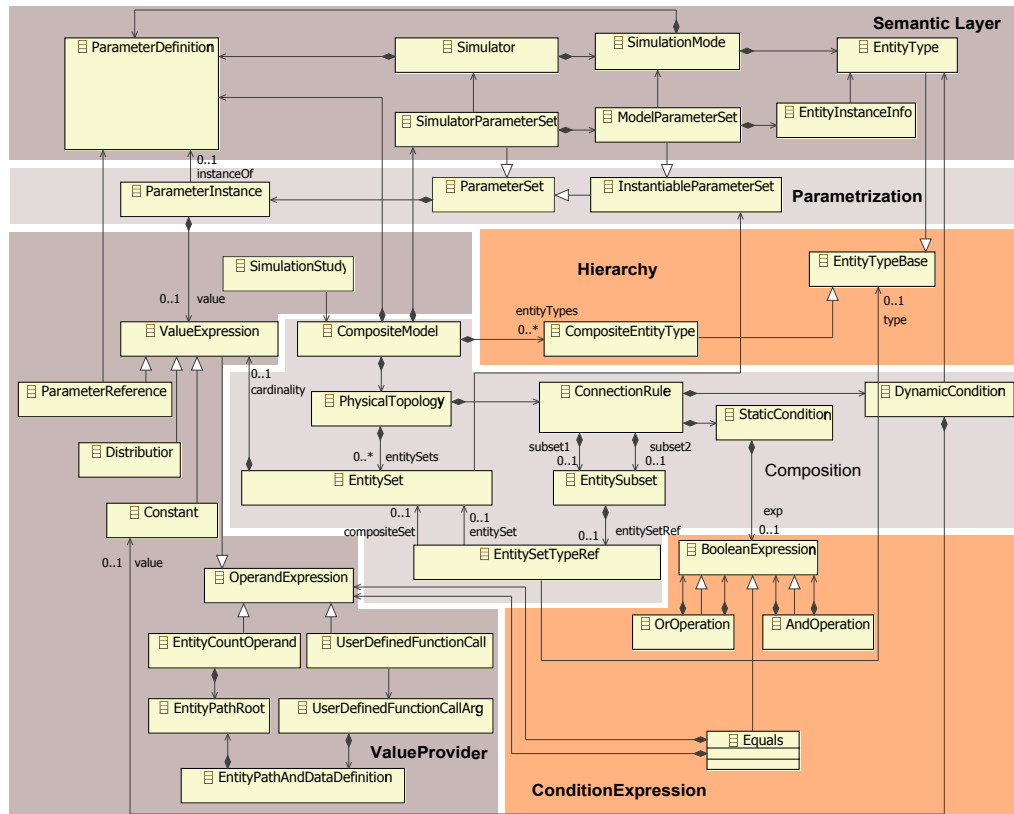 Semantic Layer
ParameterDefinition
Simulator
SimulationMode
EntityType
SimulatorParameterSet
ModelParameterSet
EntityInstanceInfo
0..1
instanceOf
ParameterInstance
ParameterSet
InstantiableParameterSet
Parametrization
SimulationStudy
Hierarchy
EntityTypeBase
0..1 value
entityTypes
0..*
0..1
type
ValueExpression
CompositeModel
CompositeEntityType
0..1
cardinality
ParameterReference
PhysicalTopology
ConnectionRule
DynamicCondition
StaticCondition
Distributior
0..* entitySets
subset1
0..1
subset2
0..1
Composition
EntitySet
EntitySubset
Constant
0..1
compositeSet
0..1
entitySet
0..1 entitySetRef
exp
0..1
0..1 value
EntitySetTypeRef
BooleanExpression
OperandExpression
EntityCountOperand
UserDefinedFunctionCall
OrOperation
AndOperation
EntityPathRoot
UserDefinedFunctionCallArg
Equals
ValueProvider
EntityPathAndDataDefinition
ConditionExpression